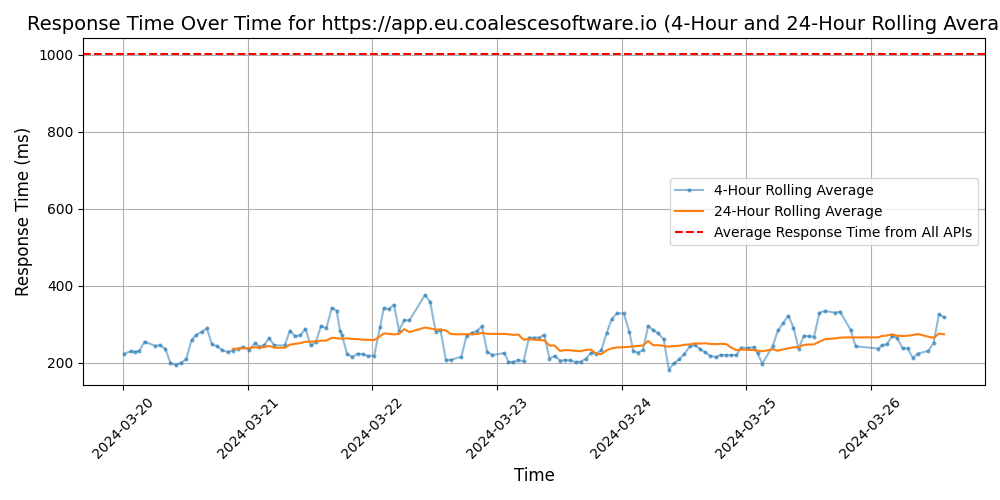 Response Time Over Time for https://app.eu.coalescesoftware.io (4-Hour and 24-Hour Rolling Avera
Response Time (ms)
1000
800
600
400
200
4-Hour Rolling Average
24-Hour Rolling Average
Average Response Time from All APIs
2024-03-20
2024-03-21
2024-03-22
2024-03-23
2024-03-24
2024-03-25
2024-03-26
Time